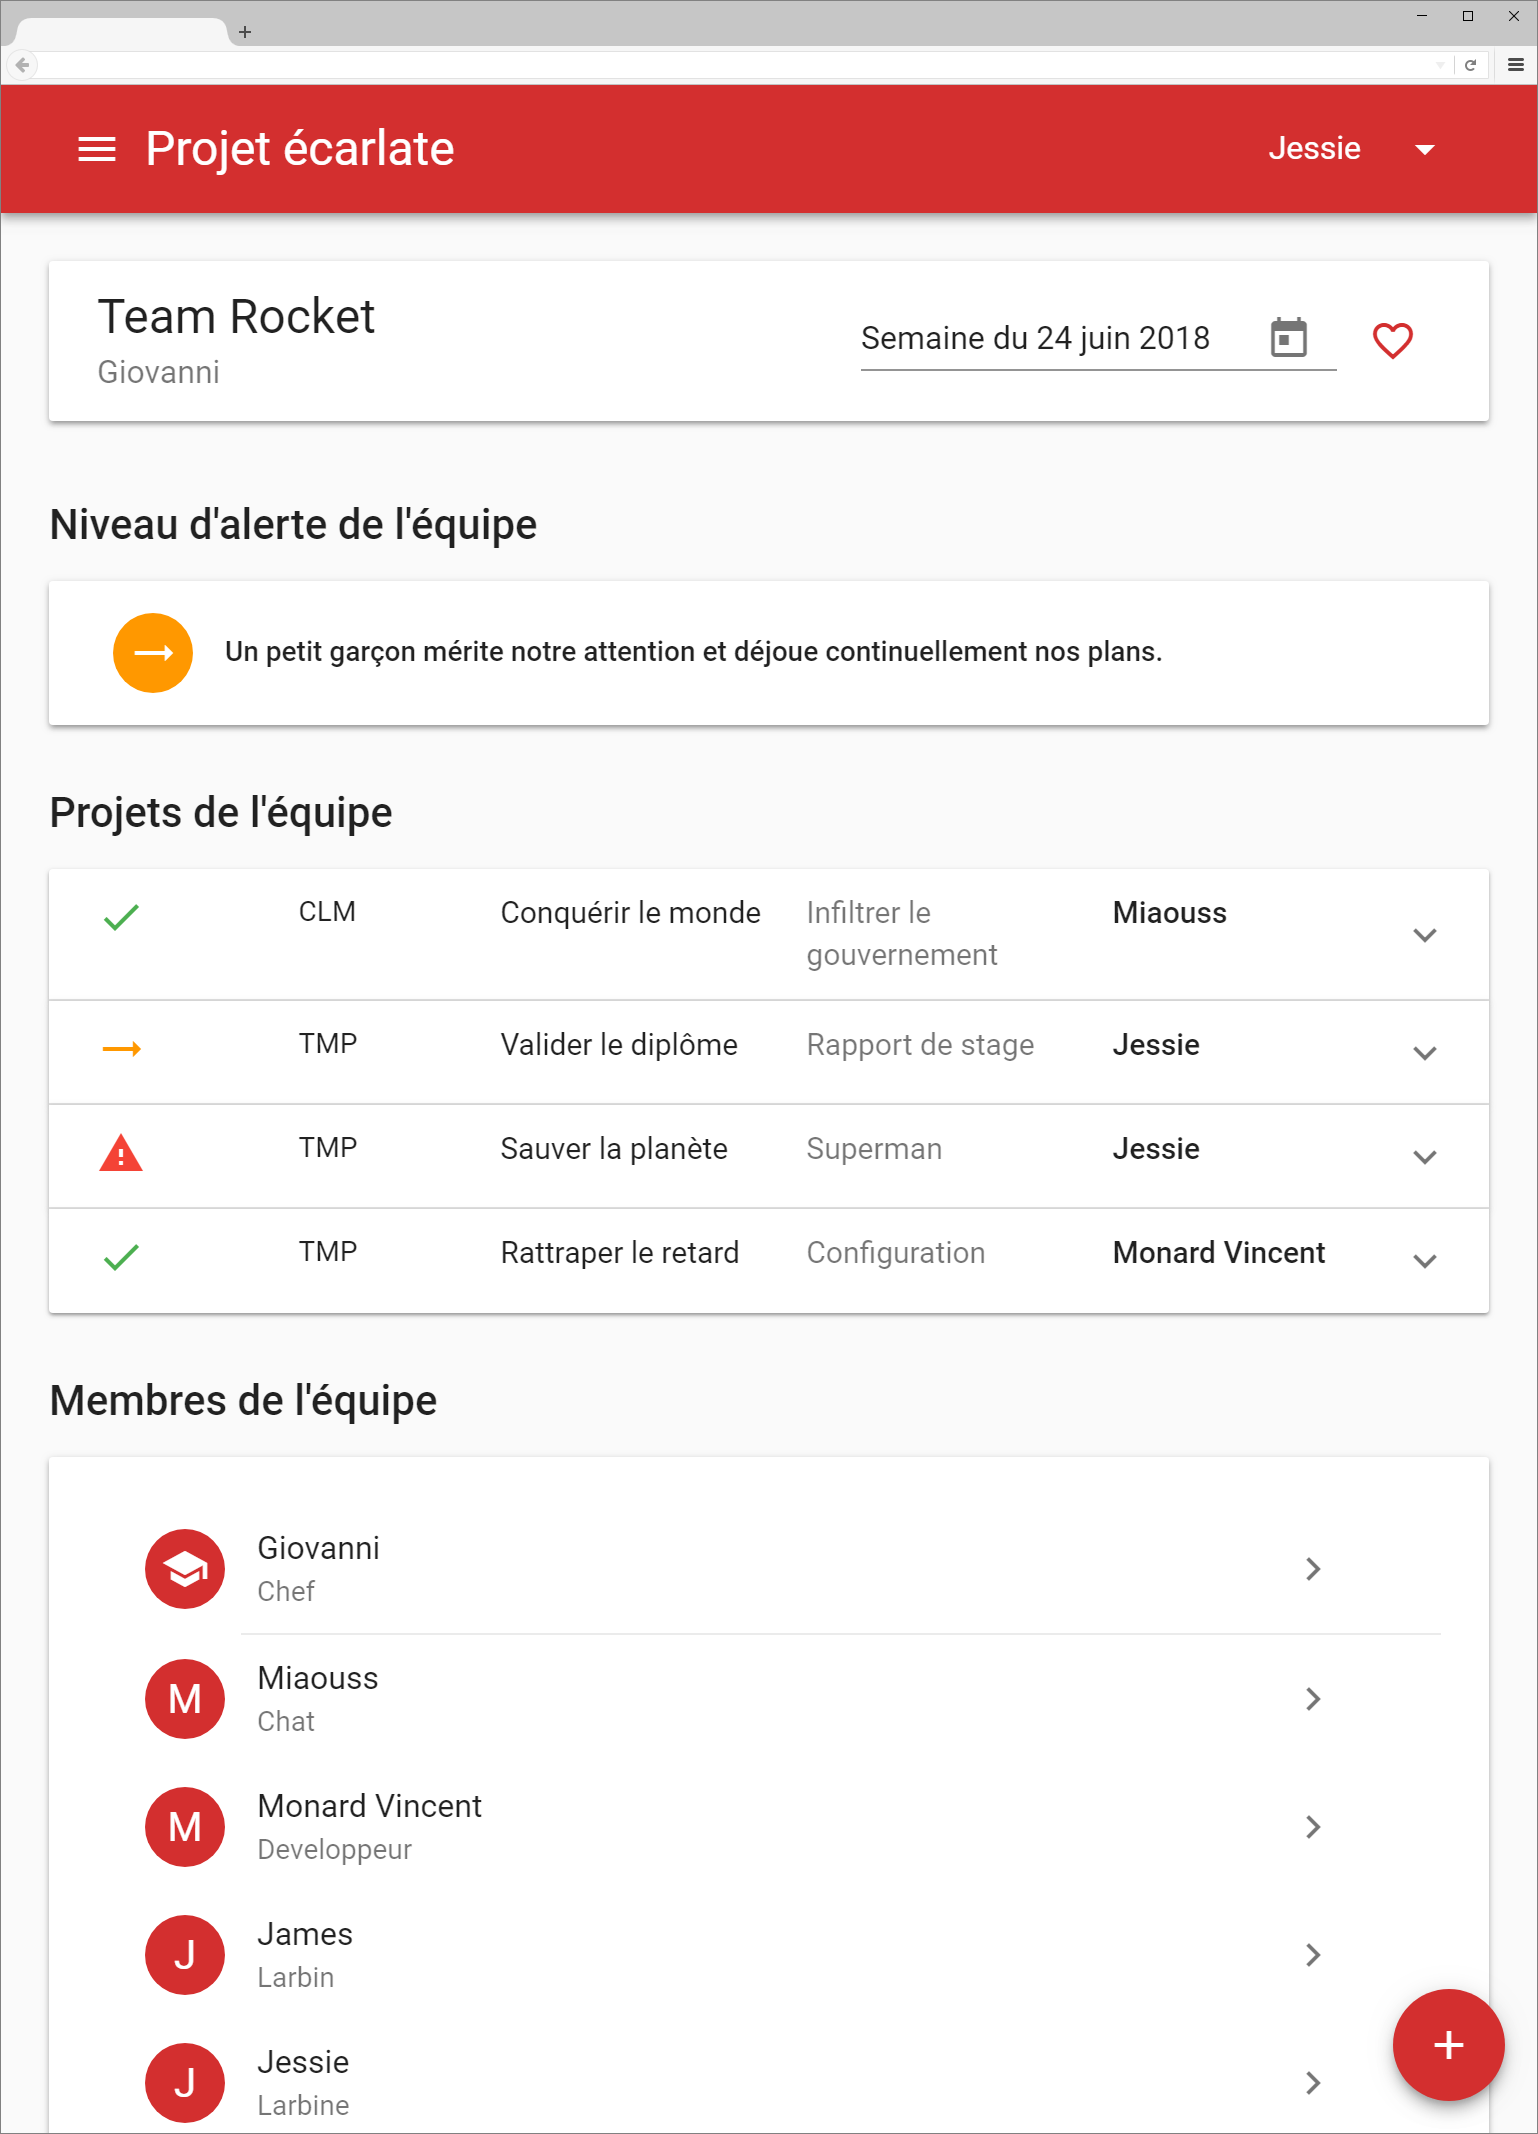 Projet écarlate
Jessie
Team Rocket
Giovanni
Semaine du 24 juin 2018
Niveau d'alerte de l'équipe
Un petit garçon mérite notre attention et déjoue continuellement nos plans.
Projets de l'équipe
CLM Conquérir le monde Infiltrer le gouvernement Miaouss
TMP Valider le diplôme Rapport de stage Jessie
TMP Sauver la planète Superman Jessie
TMP Rattraper le retard Configuration Monard Vincent
Membres de l'équipe
Giovanni
Chef
M Miaouss
Chat
M Monard Vincent
Developpeur
J James
Larbin
J Jessie
Larbine